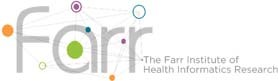 Farr
The Farr Institute of
Health Informatics Research